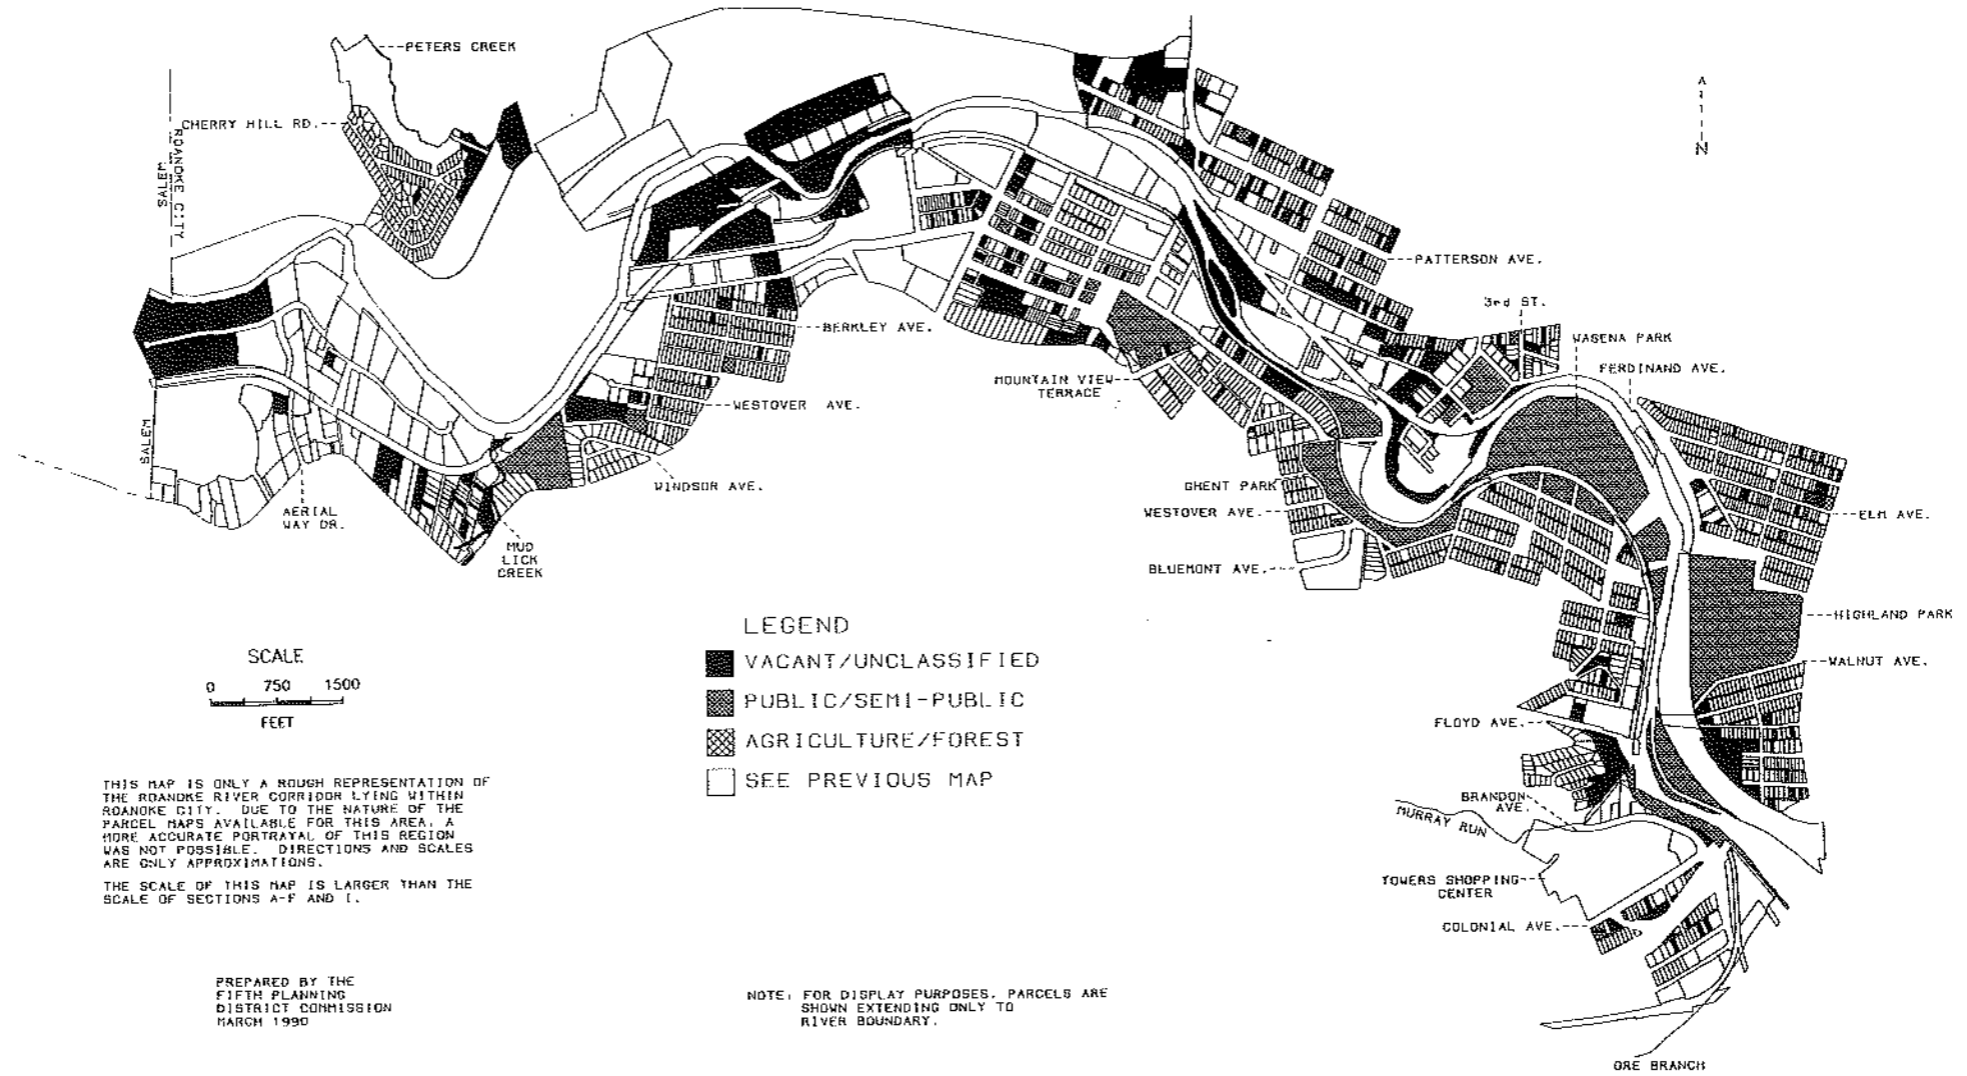 PETERS CREEK
CHERRY HILL RD.
SALEM
ROANOKE CITY
A
N
PATTERSON AVE.
3rd ST.
WASENA PARK
FERDINAND AVE.
BERKLEY AVE.
MOUNTAIN VIEW
TERRACE
WESTOVER AVE.
SALEM
WINDSOR AVE.
GHENT PARK
WESTOVER AVE.
ELM AVE.
AERIAL
WAY DR.
MUD
LICK
CREEK
BLUEMONT AVE.
HIGHLAND PARK
WALNUT AVE.
FLOYD AVE.
BRANDON
AVE.
MURRAY RUN
TOWERS SHOPPING
CENTER
COLONIAL AVE.
ORE BRANCH
LEGEND
VACANT/UNCLASSIFIED
PUBLIC/SEMI-PUBLIC
AGRICULTURE/FOREST
SEE PREVIOUS MAP
SCALE
0 750 1500
FEET
THIS MAP IS ONLY A ROUGH REPRESENTATION OF
THE ROANOKE RIVER CORRIDOR LYING WITHIN
ROANOKE CITY. DUE TO THE NATURE OF THE
PARCEL MAPS AVAILABLE FOR THIS AREA, A
MORE ACCURATE PORTRAYAL OF THIS REGION
WAS NOT POSSIBLE. DIRECTIONS AND SCALES
ARE ONLY APPROXIMATIONS.
THE SCALE OF THIS MAP IS LARGER THAN THE
SCALE OF SECTIONS A-F AND I.
PREPARED BY THE
FIFTH PLANNING
DISTRICT COMMISSION
MARCH 1990
NOTE: FOR DISPLAY PURPOSES, PARCELS ARE
SHOWN EXTENDING ONLY TO
RIVER BOUNDARY.